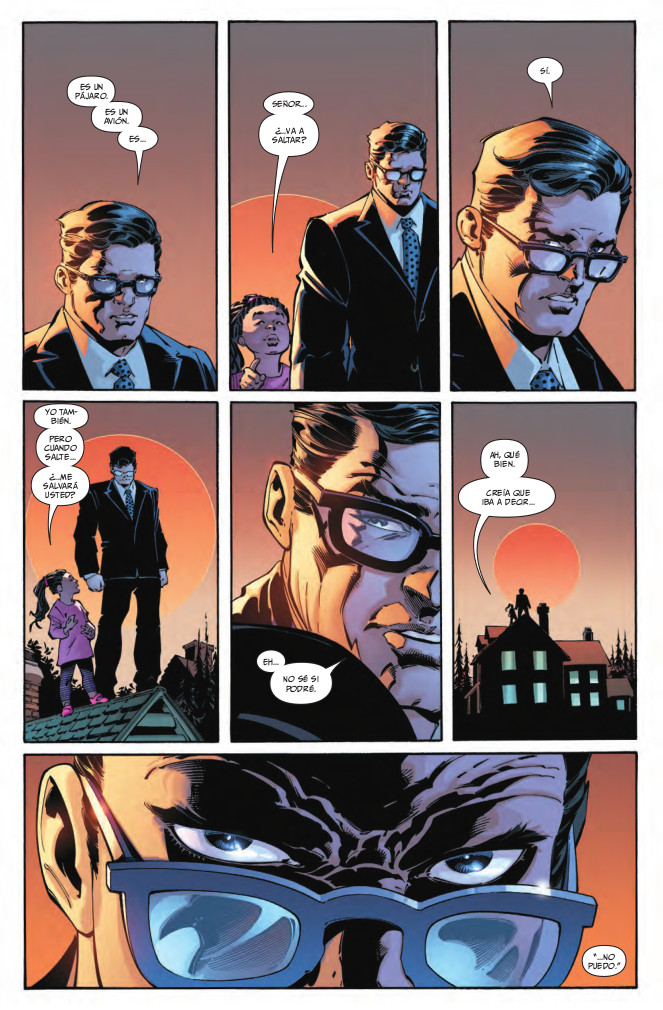 ES UN
PÁJARO.
ES UN
AVIÓN.
ES...
SEÑOR...
¿...VA A
SALTAR?
SÍ.
YO TAM-
BIÉN.
PERO
CUANDO
SALTE...
¿...ME
SALVARÁ
USTED?
EH...
NO SÉ SI
PODRÉ.
AH, QUÉ
BIEN.
CREÍA QUE
IBA A DECIR...
"...NO
PUEDO."